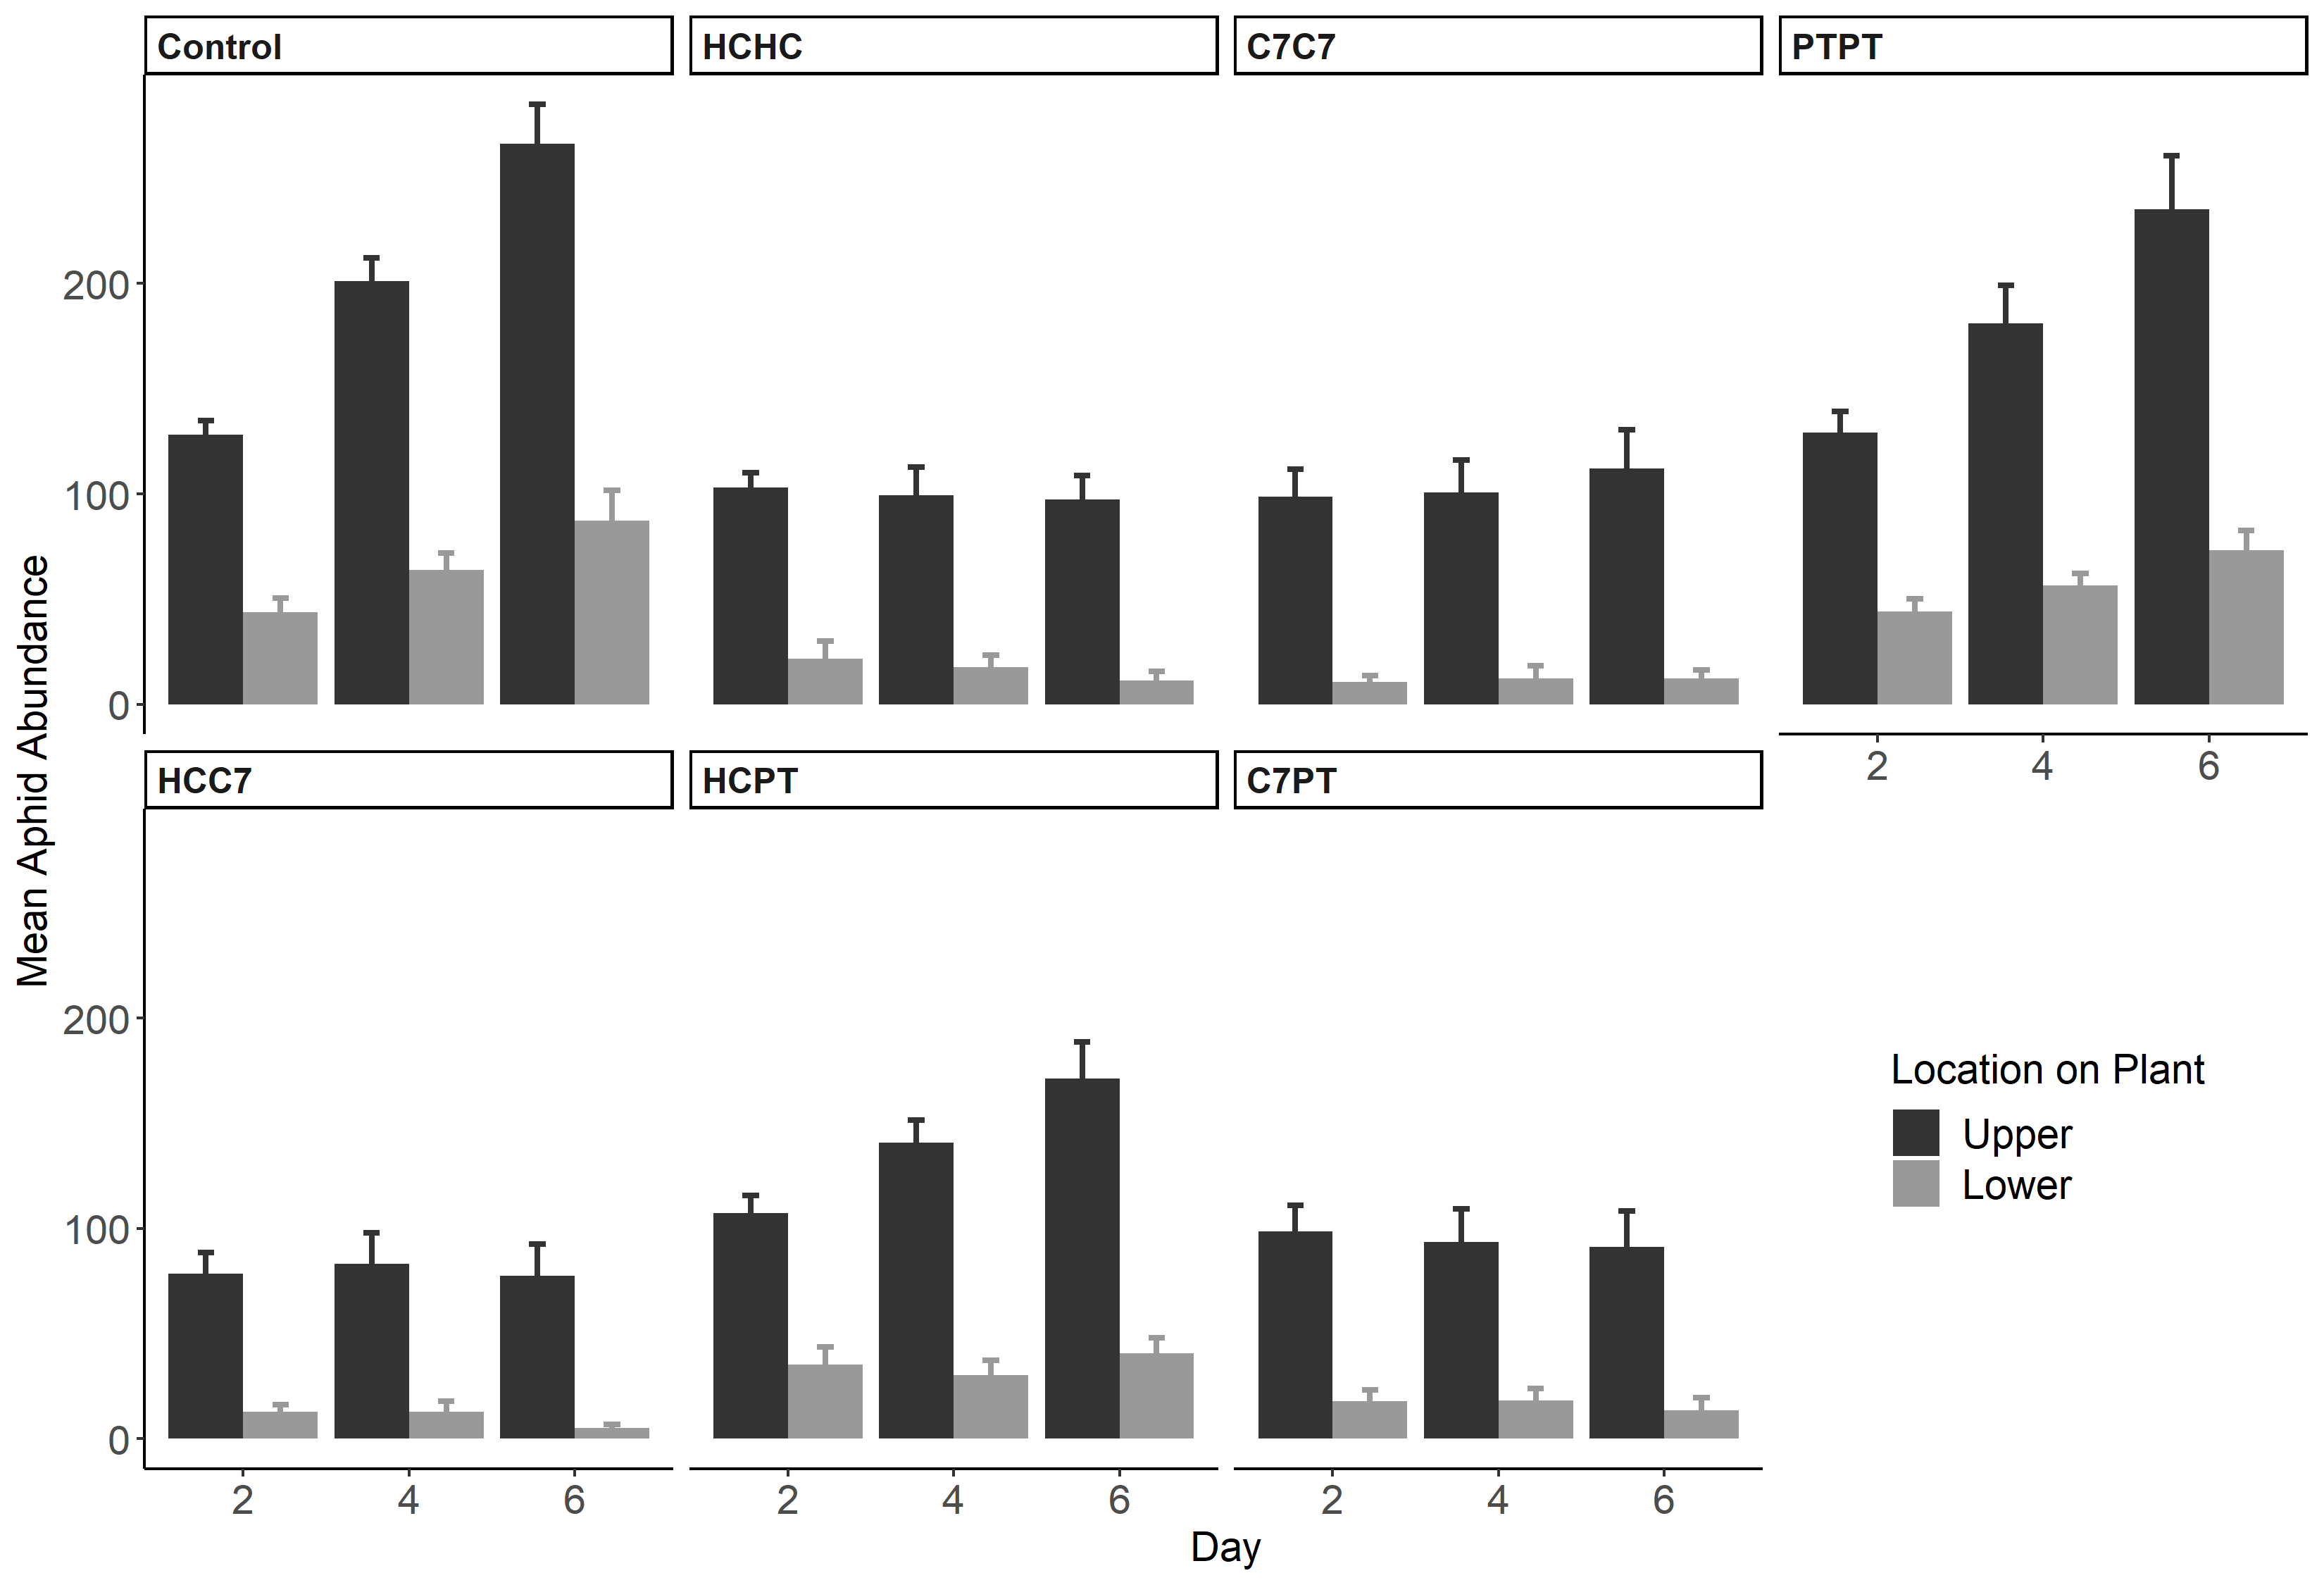 Control
HCHC
C7C7
PTPT
200
100
0
2 4 6
Mean Aphid Abundance
HCC7
HCPT
C7PT
200
100
0
2 4 6
2 4 6
2 4 6
Day
Location on Plant
Upper
Lower